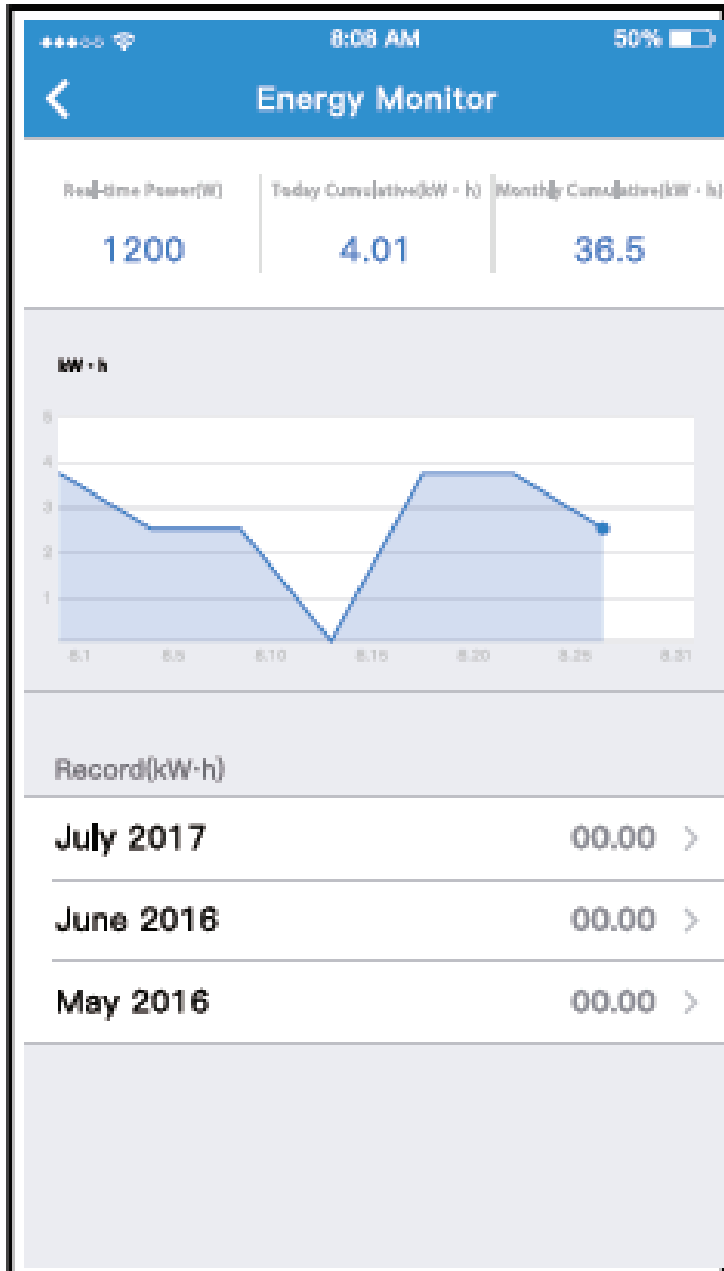 8:08 AM 50%
Energy Monitor
Real-time Power(W) Today Cumulative(kW · h) Monthly Cumulative(kW · h)
1200 4.01 36.5
kW · h
5
4
3
2
1
8.1 8.5 8.10 8.15 8.20 8.25 8.31
Record(kW·h)
July 2017 00.00
June 2016 00.00
May 2016 00.00